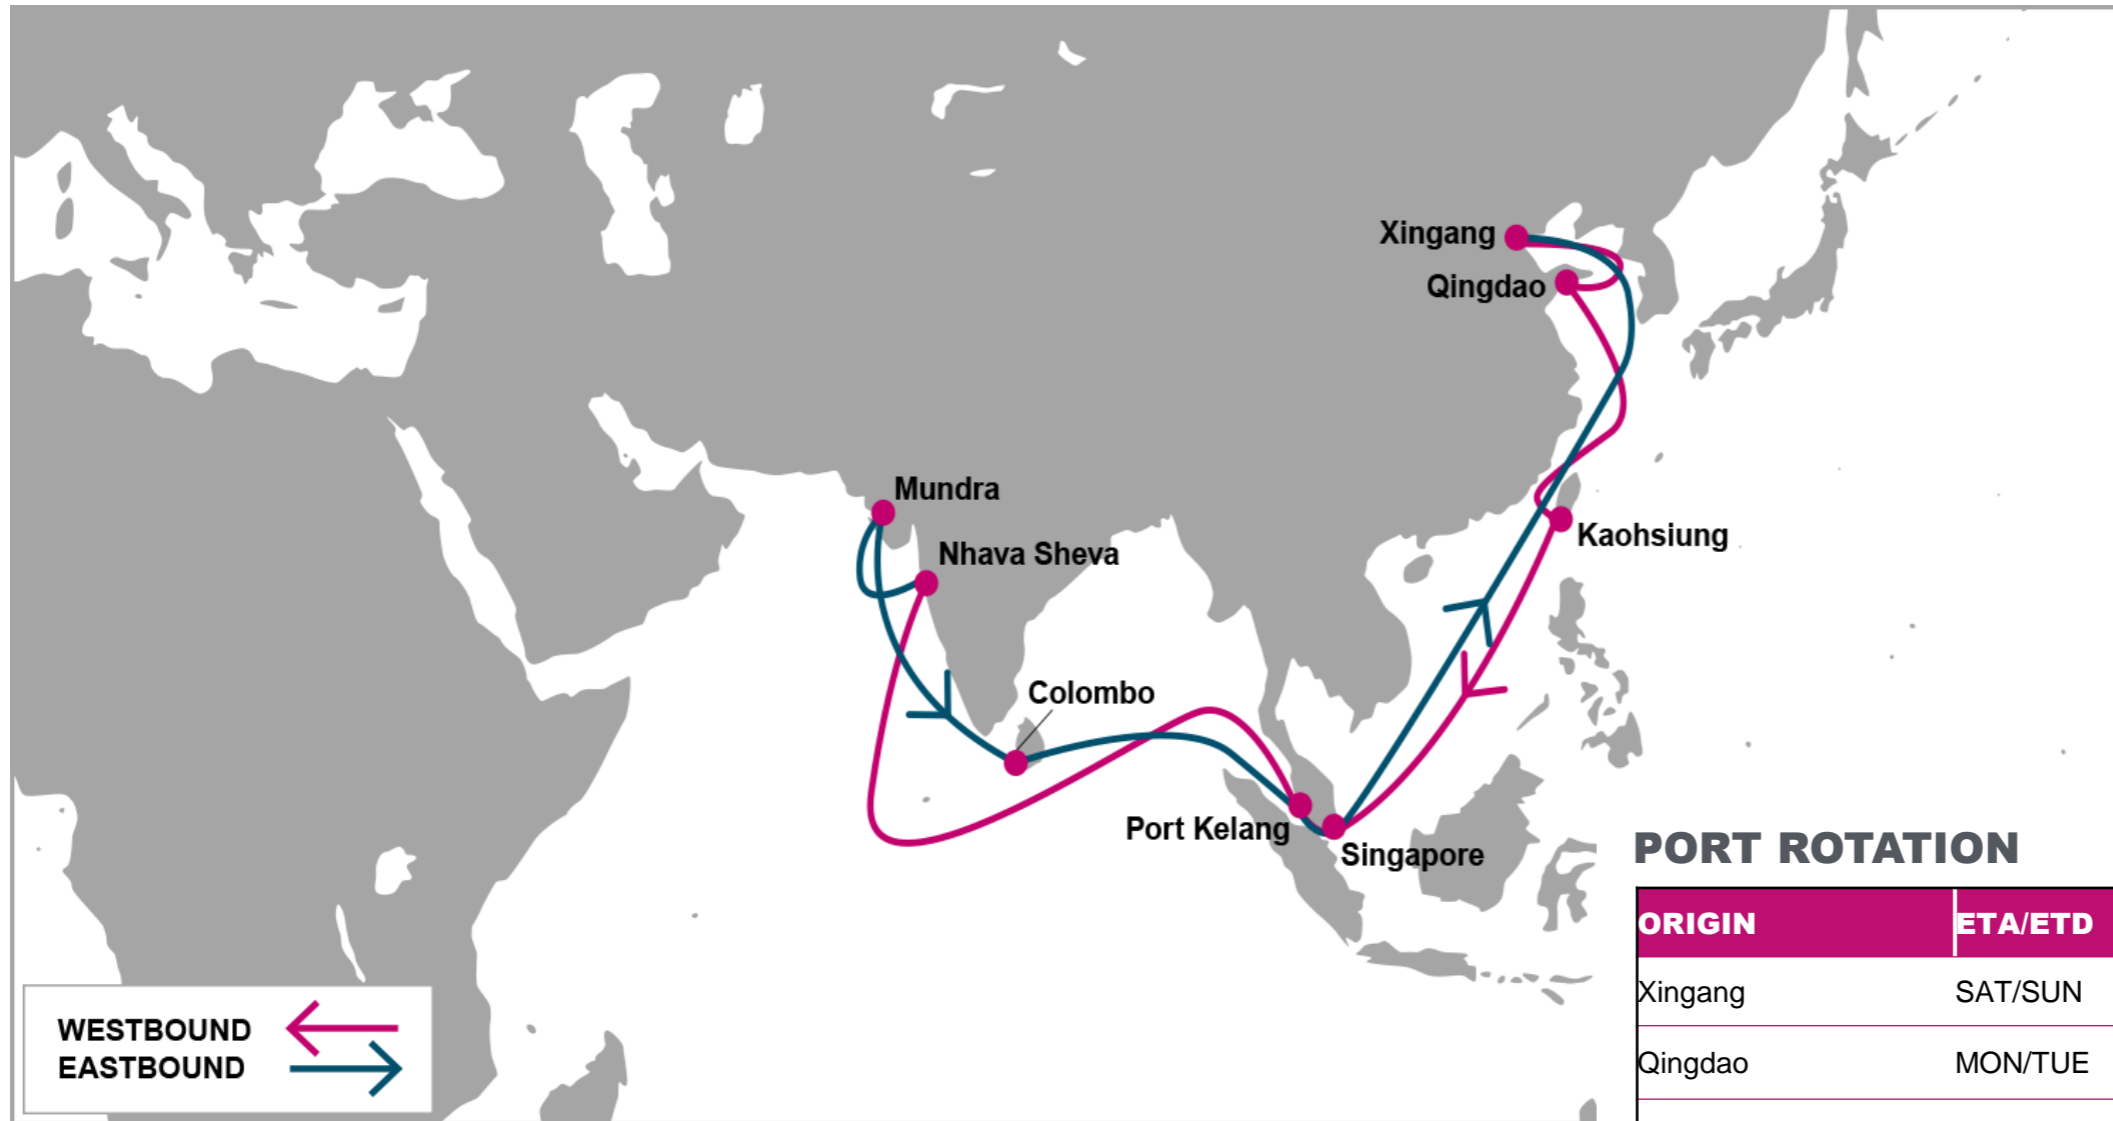 Xingang
Qingdao
Mundra
Nhava Sheva
Kaohsiung
Colombo
Port Kelang
Singapore
WESTBOUND
EASTBOUND
PORT ROTATION
ORIGIN ETA/ETD
Xingang SAT/SUN
Qingdao MON/TUE